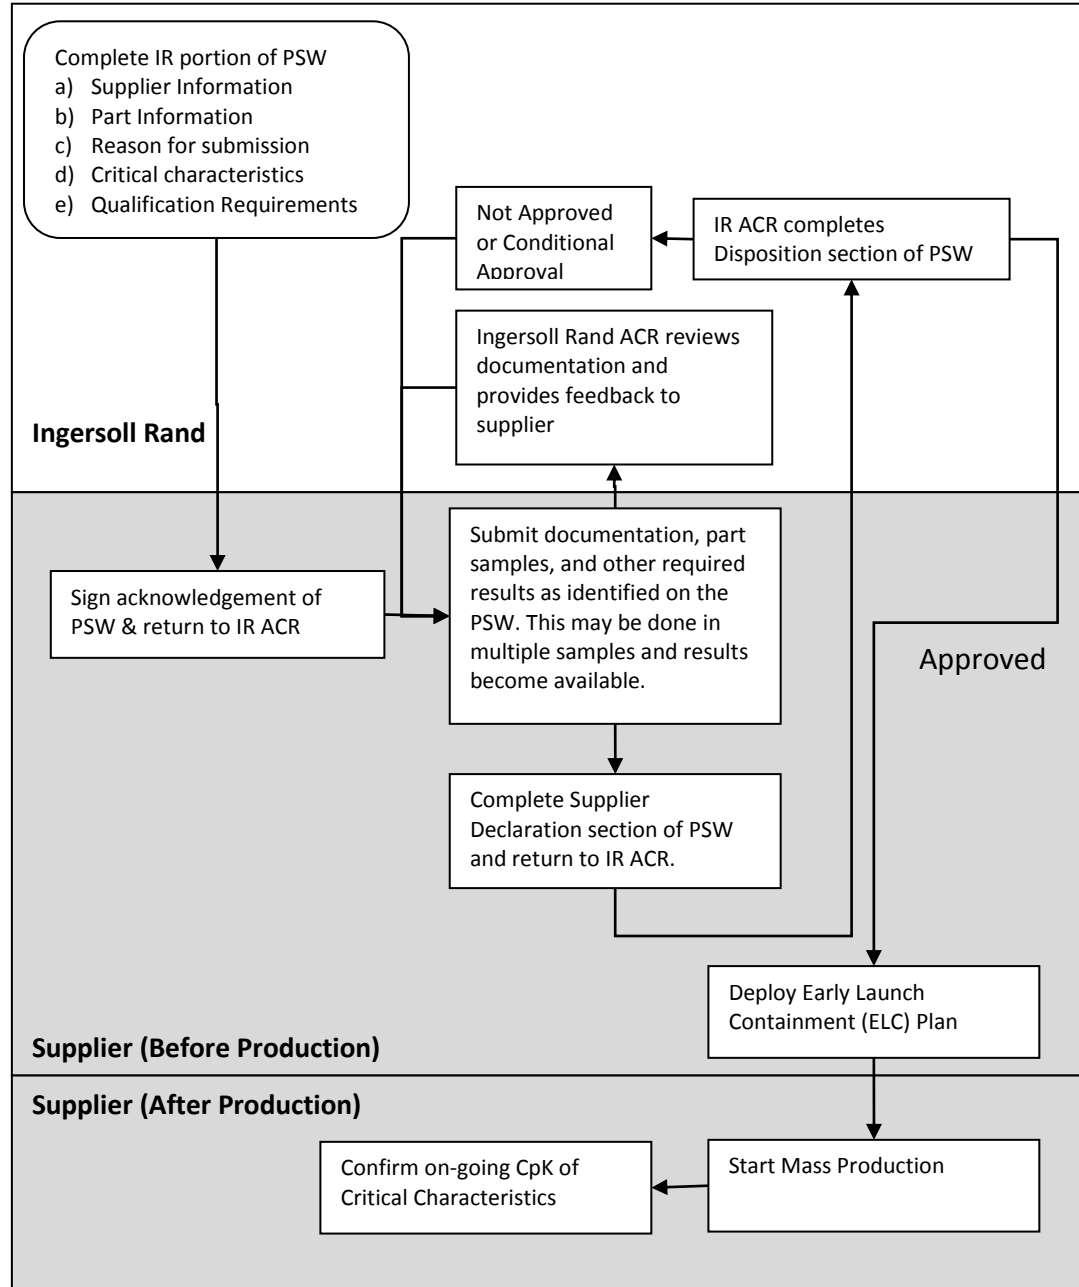 Complete IR portion of PSW
a) Supplier Information
b) Part Information
c) Reason for submission
d) Critical characteristics
e) Qualification Requirements
Not Approved
or Conditional
Approval
IR ACR completes
Disposition section of PSW
Ingersoll Rand ACR reviews
documentation and
provides feedback to
supplier
Ingersoll Rand
Sign acknowledgement of
PSW & return to IR ACR
Submit documentation, part
samples, and other required
results as identified on the
PSW. This may be done in
multiple samples and results
become available.
Approved
Complete Supplier
Declaration section of PSW
and return to IR ACR.
Deploy Early Launch
Containment (ELC) Plan
Supplier (Before Production)
Supplier (After Production)
Confirm on-going CpK of
Critical Characteristics
Start Mass Production